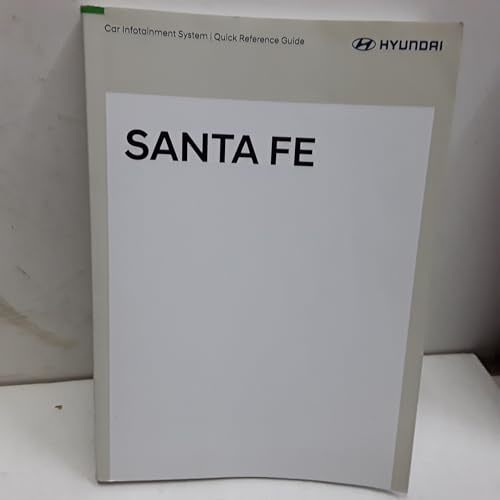 Car Infotainment System | Quick Reference Guide
HYUNDAI
SANTA FE